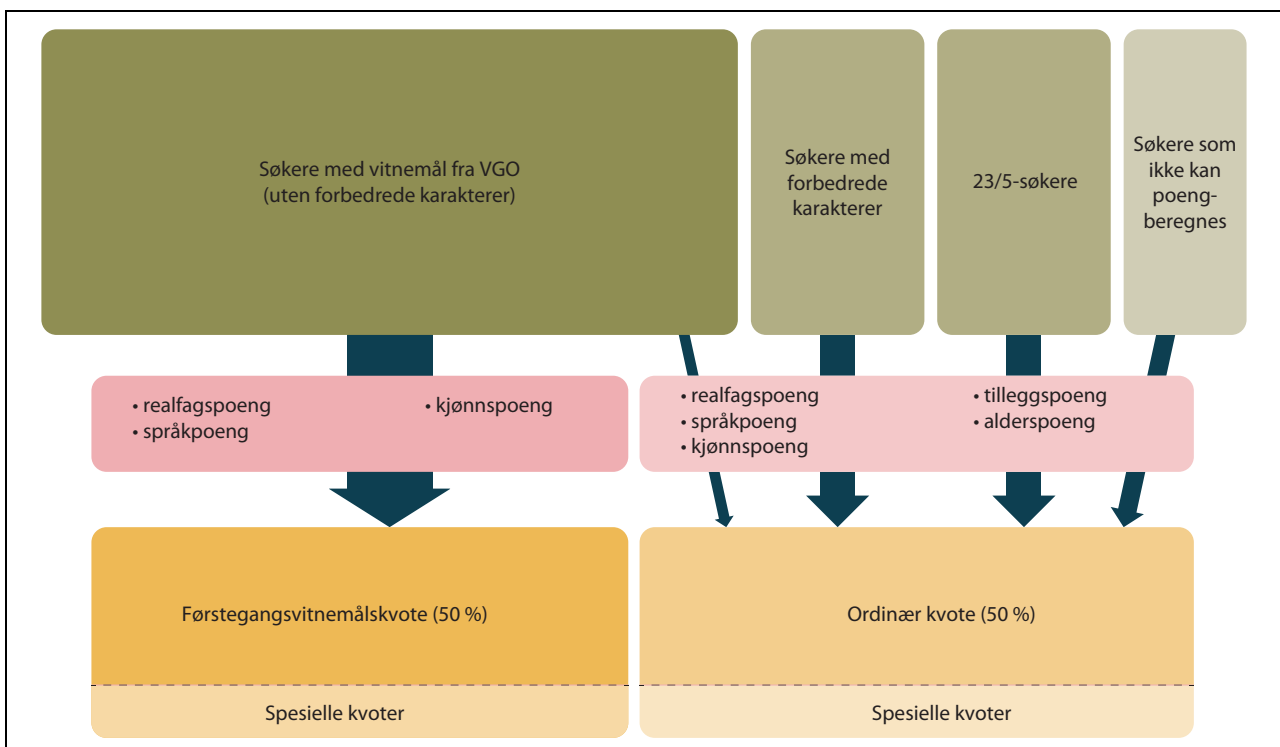 Søkere med vitnemål fra VGO
(uten forbedrede karakterer)
Søkere med
forbedrede
karakterer
23/5-søkere
Søkere som
ikke kan
poeng-
beregnes
• realfagspoeng
• språkpoeng
• kjønnspoeng
• realfagspoeng
• språkpoeng
• kjønnspoeng
• tilleggspoeng
• alderspoeng
Førstegangsvitnemålskvote (50 %)
Ordinær kvote (50 %)
Spesielle kvoter
Spesielle kvoter